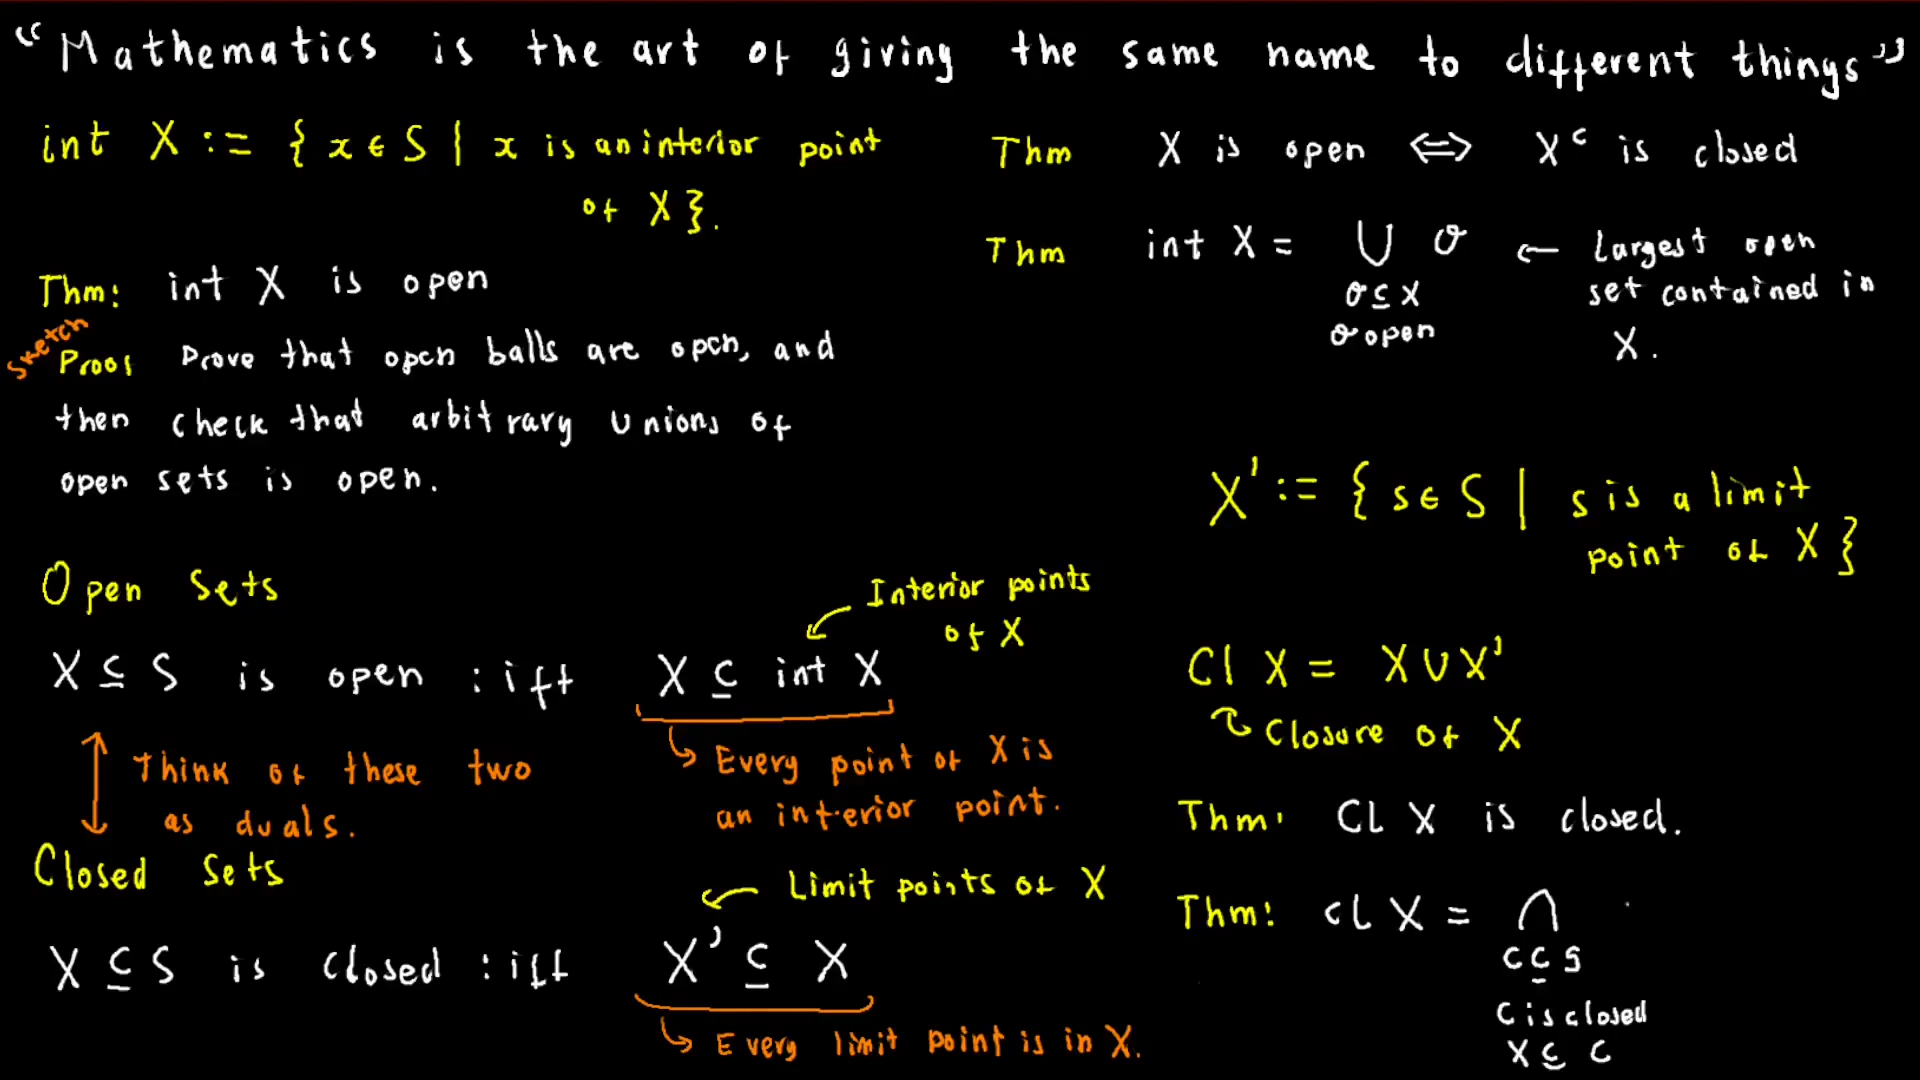 “Mathematics is the art of giving the same name to different things”
int X := { x ∈ S | x is an interior point
of X }.
Thm: int X is open
Sketch
Proof Prove that open balls are open, and
then check that arbitrary unions of
open sets is open.
Open Sets
X ⊆ S is open : iff X ⊆ int X
Interior points
of X
Every point of X is
an interior point.
Think of these two
as duals.
Closed Sets
X ⊆ S is closed : iff X' ⊆ X
Limit points of X
Every limit point is in X.
Thm X is open ⟺ Xᶜ is closed
Thm int X = ⋃ O ← Largest open
O ⊆ X set contained in
O open X.
X' := { s ∈ S | s is a limit
point of X }
Cl X = X ∪ X'
Closure of X
Thm: CL X is closed.
Thm: CL X = ⋂
C ⊆ S
C is closed
X ⊆ C